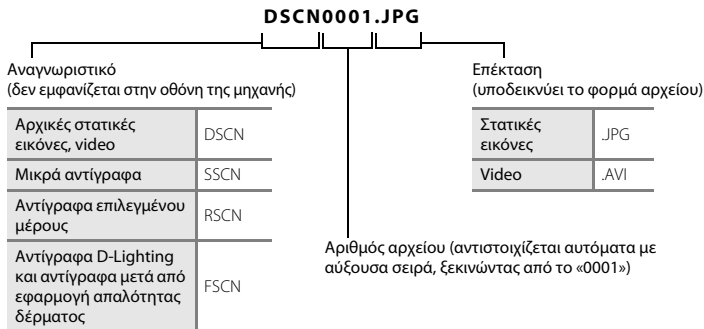 DSCN0001.JPG
Αναγνωριστικό
(δεν εμφανίζεται στην οθόνη της μηχανής)
Αρχικές στατικές
εικόνες, video
DSCN
Μικρά αντίγραφα
SSCN
Αντίγραφα επιλεγμένου
μέρους
RSCN
Αντίγραφα D-Lighting
και αντίγραφα μετά από
εφαρμογή απαλότητας
δέρματος
FSCN
Επέκταση
(υποδεικνύει το φορμά αρχείου)
Στατικές
εικόνες
.JPG
Video
.AVI
Αριθμός αρχείου (αντιστοιχίζεται αυτόματα με
αύξουσα σειρά, ξεκινώντας από το «0001»)